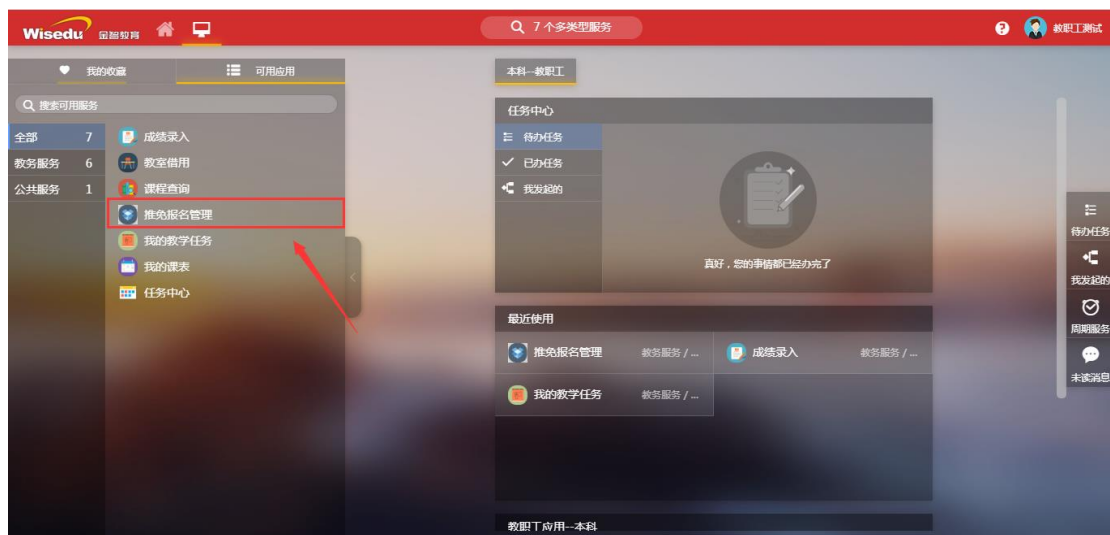 Wisedu 金智教育
7 个多类型服务
教职工测试
我的收藏
可用应用
搜索可用服务
全部 7
教务服务 6
公共服务 1
成绩录入
教室借用
课程查询
推免报名管理
我的教学任务
我的课表
任务中心
本科--教职工
任务中心
待办任务
已办任务
我发起的
真好，您的事情都已经办完了
最近使用
推免报名管理 教务服务 / ...
成绩录入 教务服务 / ...
我的教学任务 教务服务 / ...
教职工应用--本科
待办任务
我发起的
周期服务
未读消息